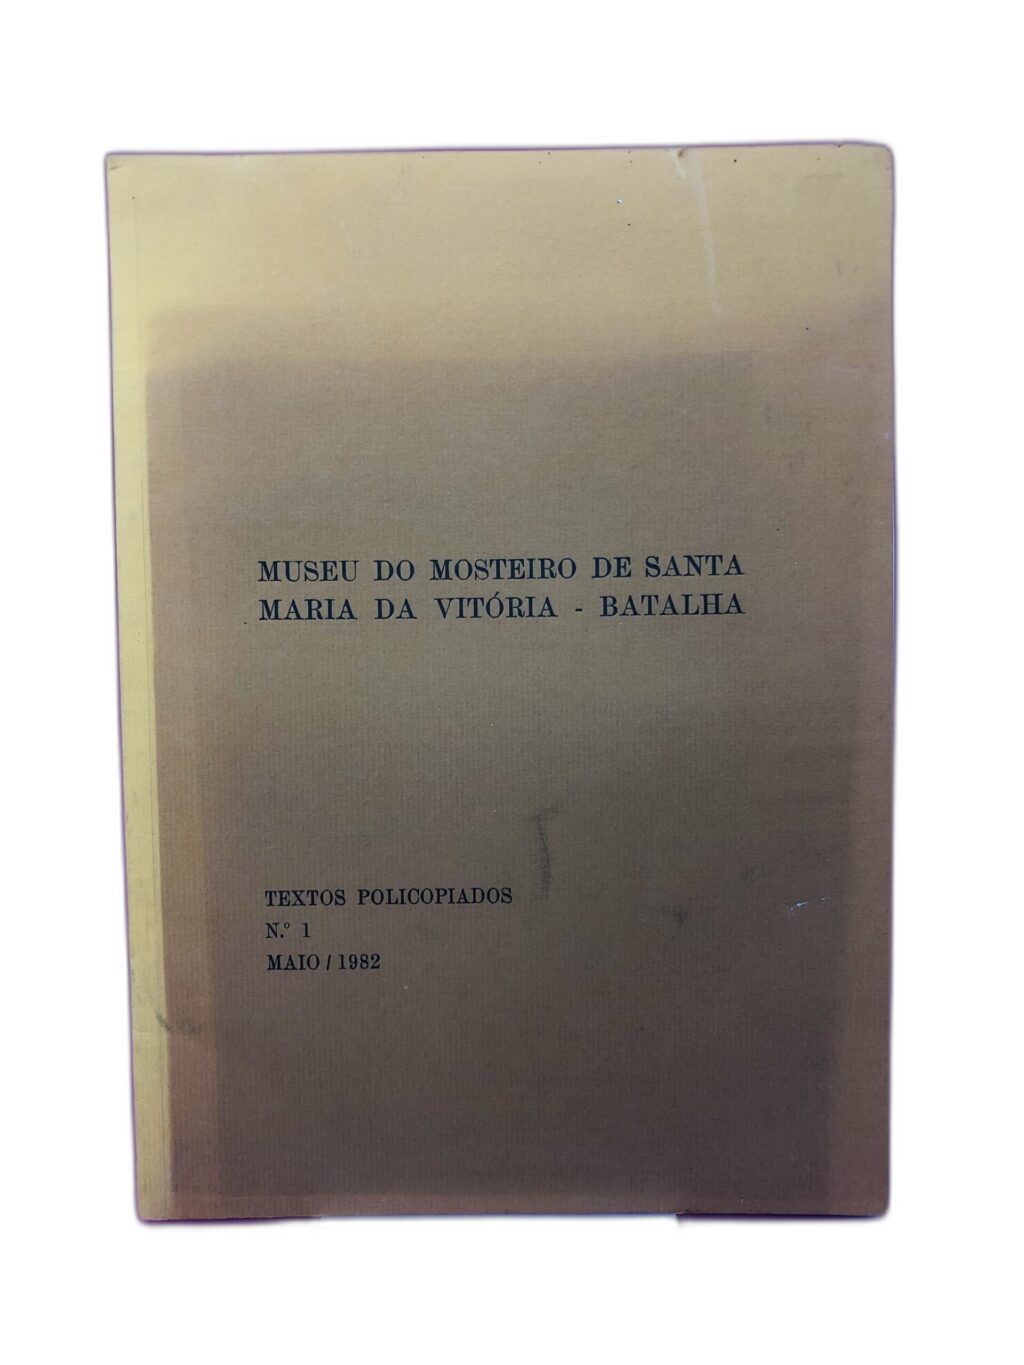 MUSEU DO MOSTEIRO DE SANTA
MARIA DA VITÓRIA - BATALHA
TEXTOS POLICOPIADOS
N.º 1
MAIO / 1982